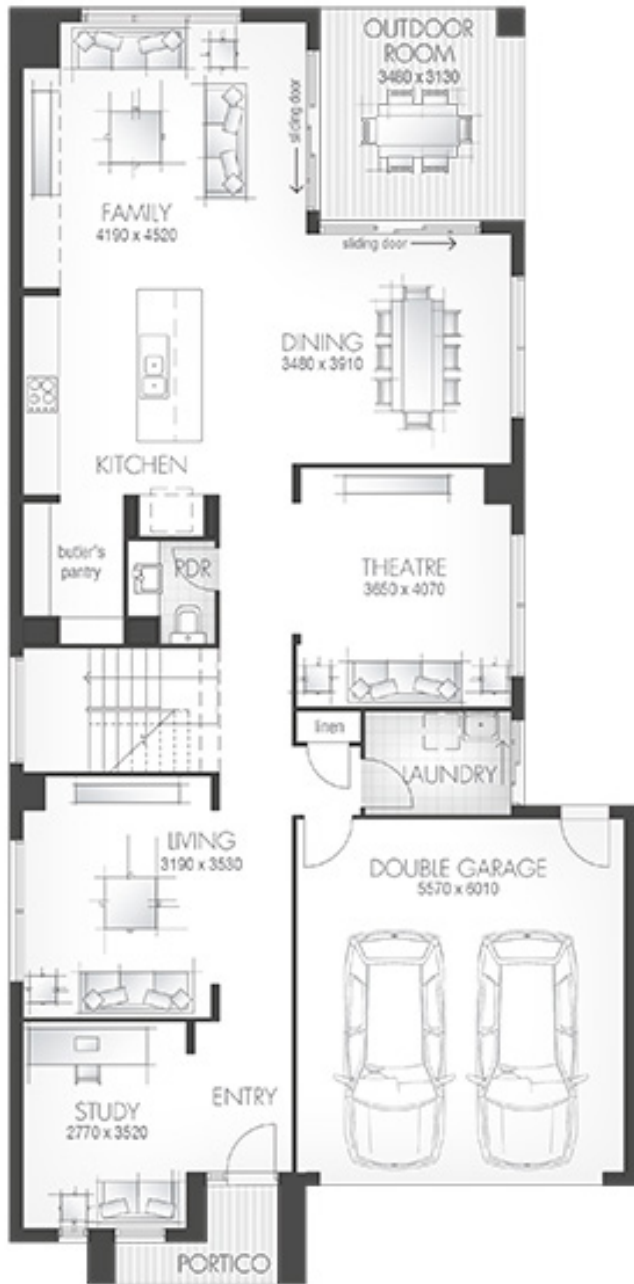 OUTDOOR
ROOM
3480 x 3130
sliding door
FAMILY
4190 x 4520
sliding door
DINING
3480 x 3910
KITCHEN
butler's
pantry
PDR
THEATRE
3650 x 4070
linen
LAUNDRY
LIVING
3190 x 3530
DOUBLE GARAGE
5570 x 6010
STUDY
2770 x 3520
ENTRY
PORTICO